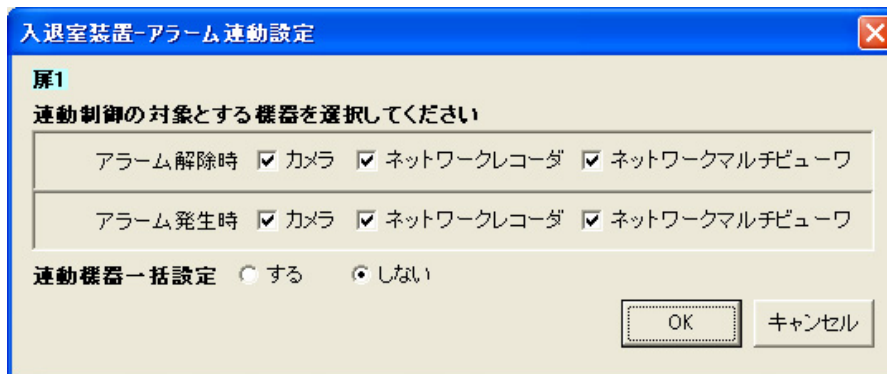 入退室装置-アラーム連動設定
扉1
連動制御の対象とする機器を選択してください
アラーム解除時 カメラ ネットワークレコーダ ネットワークマルチビューワ
アラーム発生時 カメラ ネットワークレコーダ ネットワークマルチビューワ
連動機器一括設定 する しない
OK キャンセル